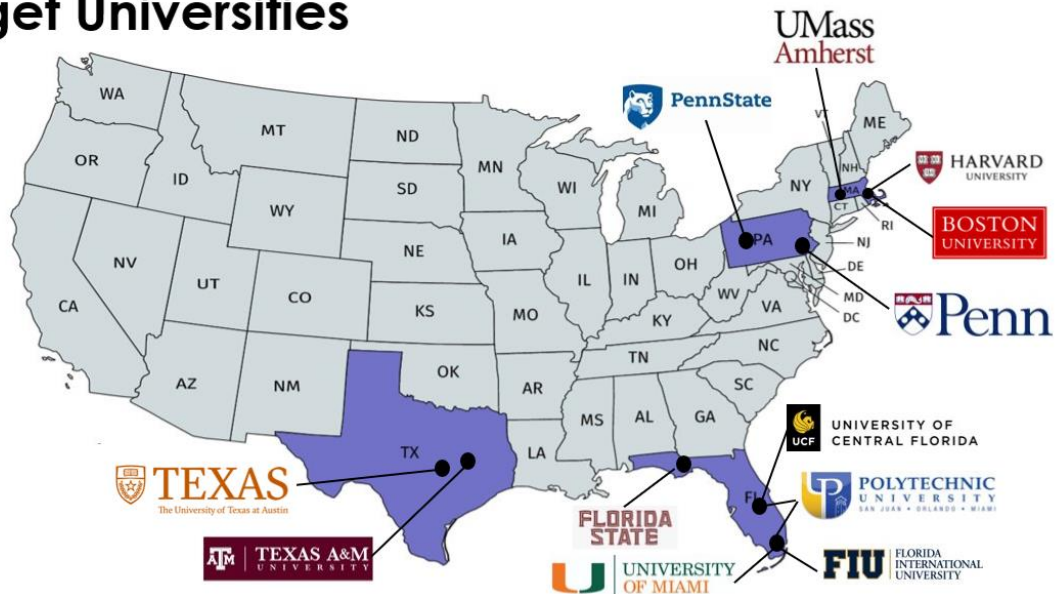 get Universities
UMass
Amherst
PennState
WA
MT
ND
MN
VT
ME
OR
ID
SD
WI
NH
HARVARD
UNIVERSITY
WY
MI
NY
MA
CT
RI
BOSTON
UNIVERSITY
NE
IA
PA
NJ
NV
UT
CO
IL
IN
OH
DE
CA
KS
MO
WV
VA
MD
DC
KY
Penn
AZ
NM
OK
AR
TN
NC
SC
MS
AL
GA
TX
LA
UCF
UNIVERSITY OF
CENTRAL FLORIDA
TEXAS
The University of Texas at Austin
FL
UP
POLYTECHNIC
UNIVERSITY
SAN JUAN • ORLANDO • MIAMI
FLORIDA
STATE
ATM
TEXAS A&M
UNIVERSITY
U
UNIVERSITY
OF MIAMI
FIU
FLORIDA
INTERNATIONAL
UNIVERSITY